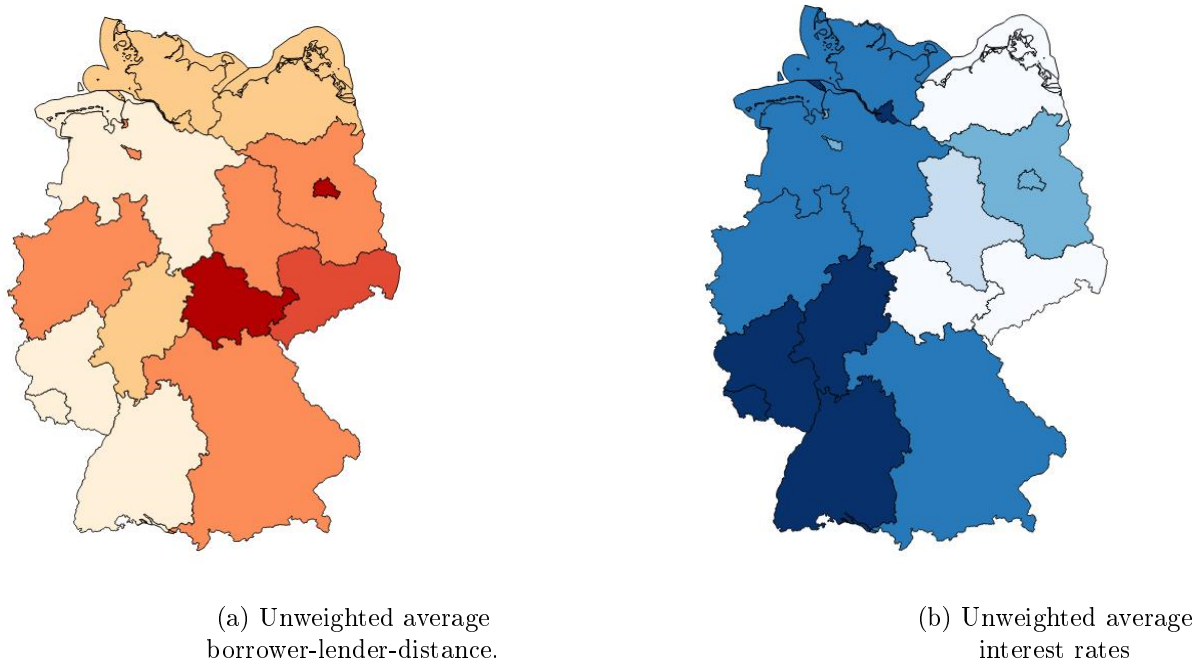 (a) Unweighted average
borrower-lender-distance.
(b) Unweighted average
interest rates